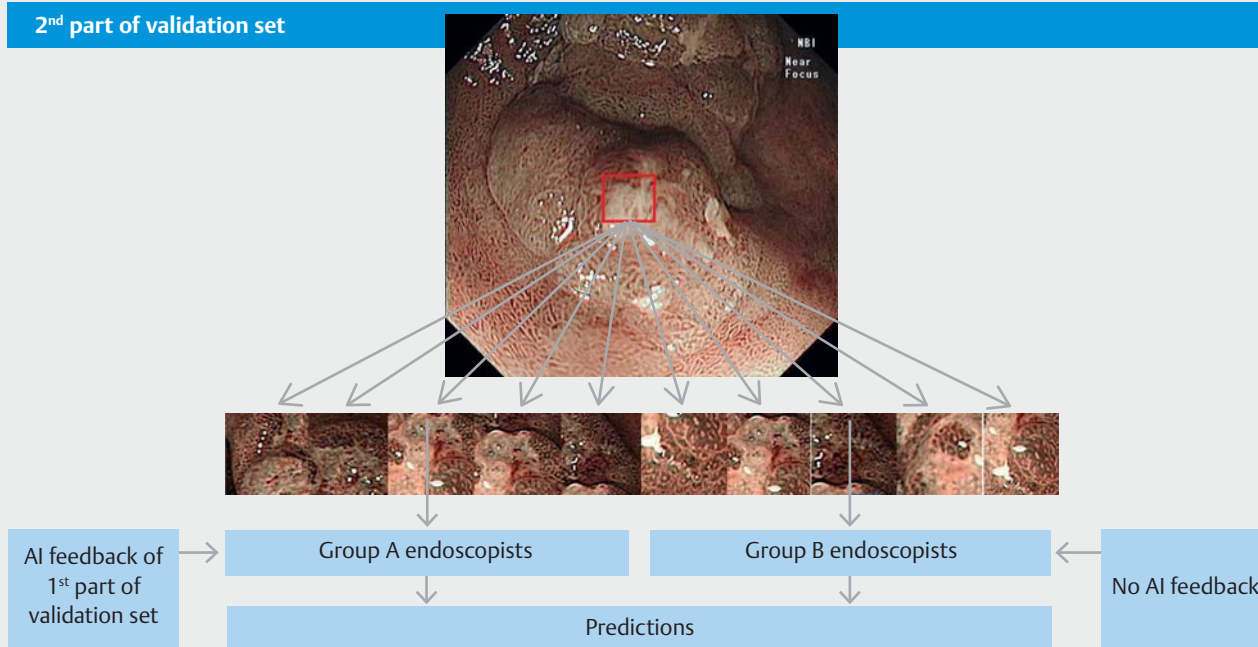 2nd part of validation set
NBI
Near
Focus
Group A endoscopists
Group B endoscopists
AI feedback of
1st part of
validation set
No AI feedback
Predictions